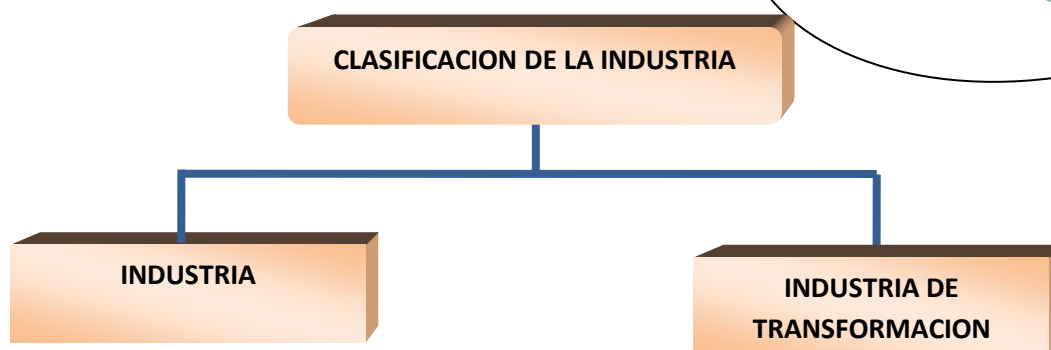 CLASIFICACION DE LA INDUSTRIA
INDUSTRIA
INDUSTRIA DE
TRANSFORMACION